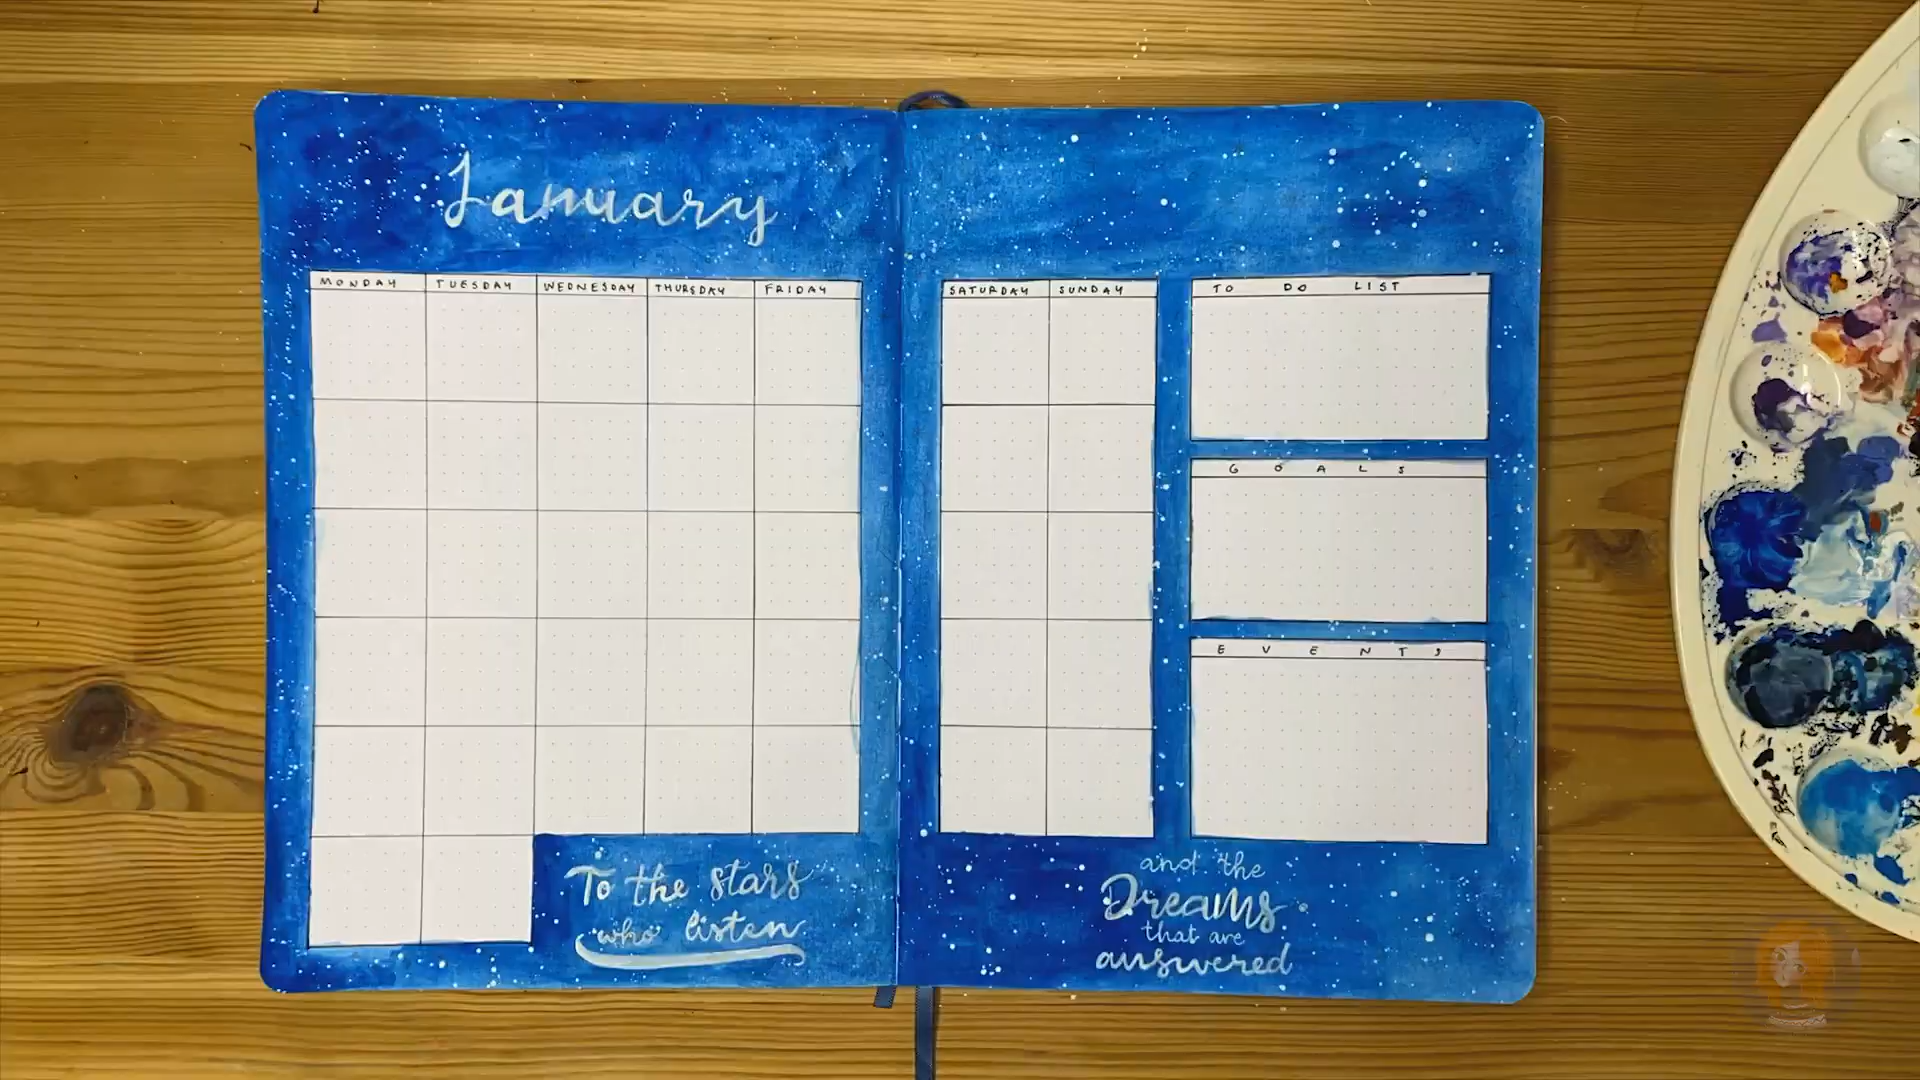 January
MONDAY TUESDAY WEDNESDAY THURSDAY FRIDAY
SATURDAY SUNDAY
TO DO LIST
GOALS
EVENTS
To the stars
who listen
and the
Dreams
that are
answered